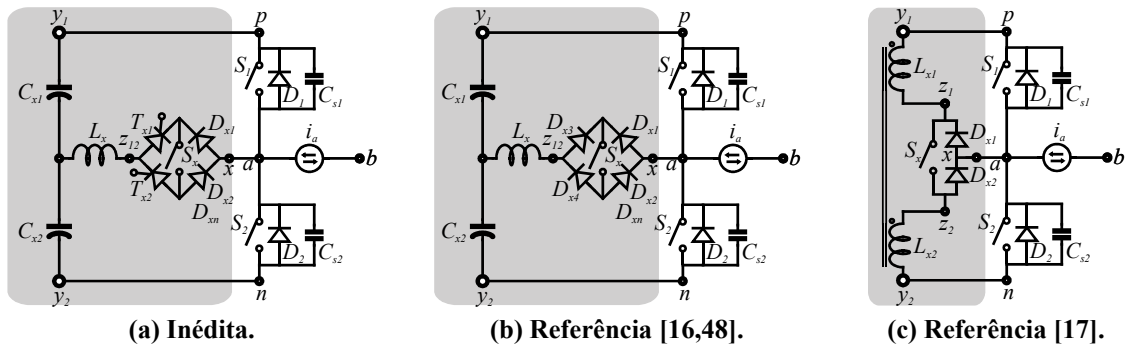 y1 p
Cx1 S1 D1 Cs1
Lx z12 Tx1 Dx1 Sx x a ia b
Tx2 Dx2 Dxn
Cx2 S2 D2 Cs2
y2 n
(a) Inédita.
y1 p
Cx1 S1 D1 Cs1
Lx z12 Dx3 Dx1 Sx x a ia b
Dx4 Dx2 Dxn
Cx2 S2 D2 Cs2
y2 n
(b) Referência [16,48].
y1 p
Lx1 S1 D1 Cs1
z1
Sx Dx1 x a ia b
Dx2
z2
Lx2 S2 D2 Cs2
y2 n
(c) Referência [17].